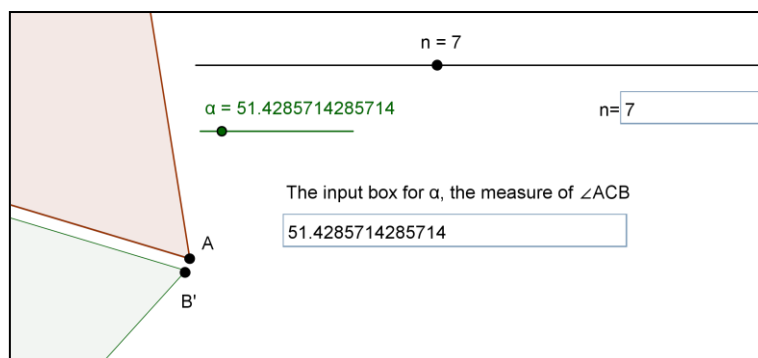 n = 7
α = 51.4285714285714
n= 7
The input box for α, the measure of ∠ACB
51.4285714285714
A
B'